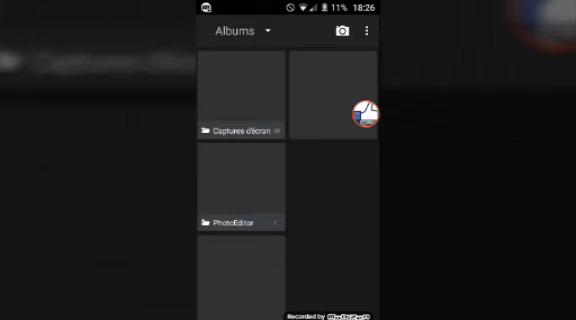 11% 18:26
Albums
Captures d'écran
PhotoEditor
Recorded by